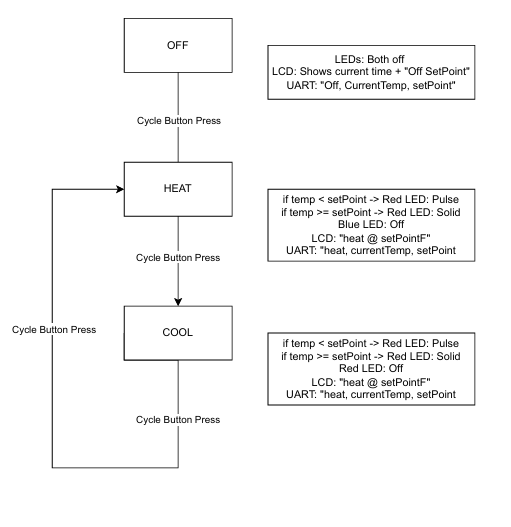 OFF
LEDs: Both off
LCD: Shows current time + "Off SetPoint"
UART: "Off, CurrentTemp, setPoint"
Cycle Button Press
HEAT
if temp < setPoint -> Red LED: Pulse
if temp >= setPoint -> Red LED: Solid
Blue LED: Off
LCD: "heat @ setPointF"
UART: "heat, currentTemp, setPoint
Cycle Button Press
Cycle Button Press
COOL
if temp < setPoint -> Red LED: Pulse
if temp >= setPoint -> Red LED: Solid
Red LED: Off
LCD: "heat @ setPointF"
UART: "heat, currentTemp, setPoint
Cycle Button Press